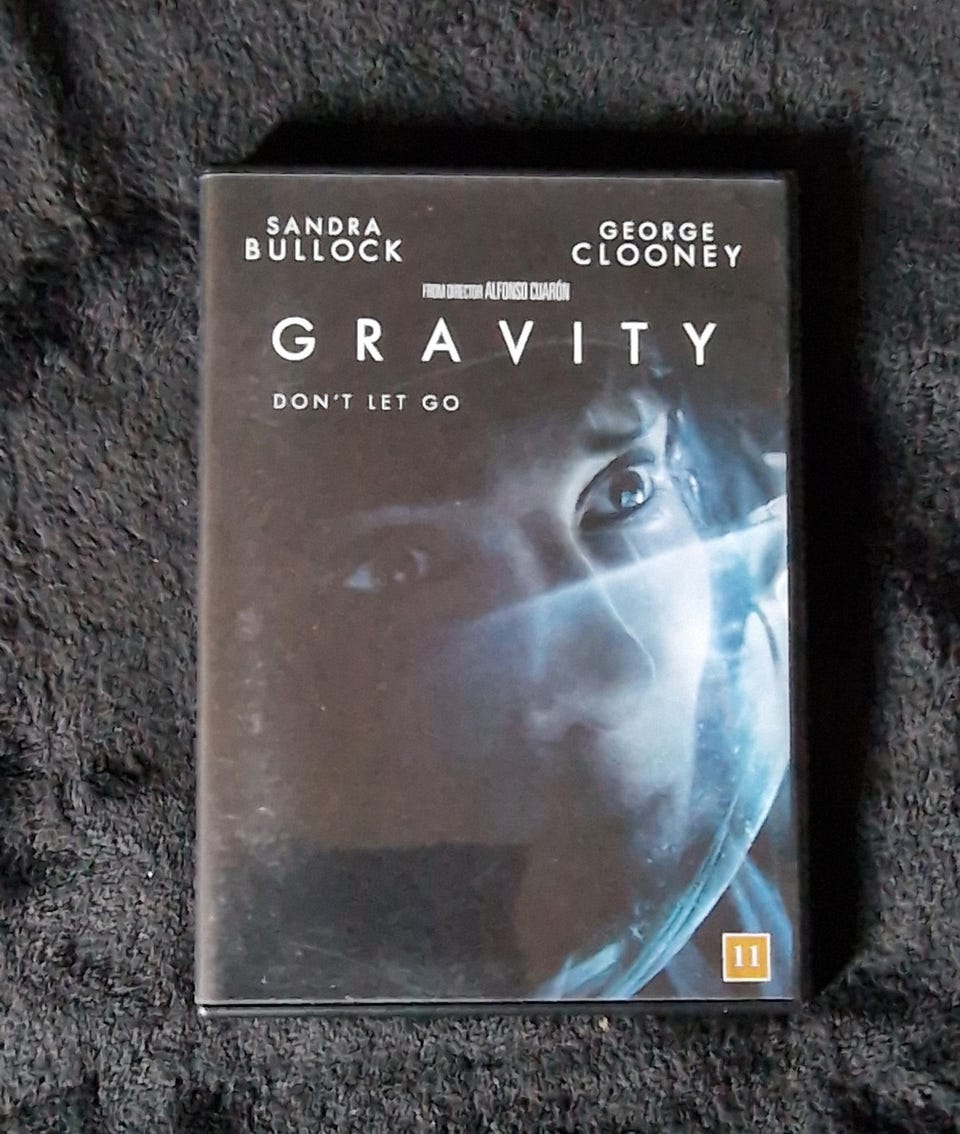 SANDRA
BULLOCK
GEORGE
CLOONEY
FROM DIRECTOR ALFONSO CUARÓN
GRAVITY
DON'T LET GO
11